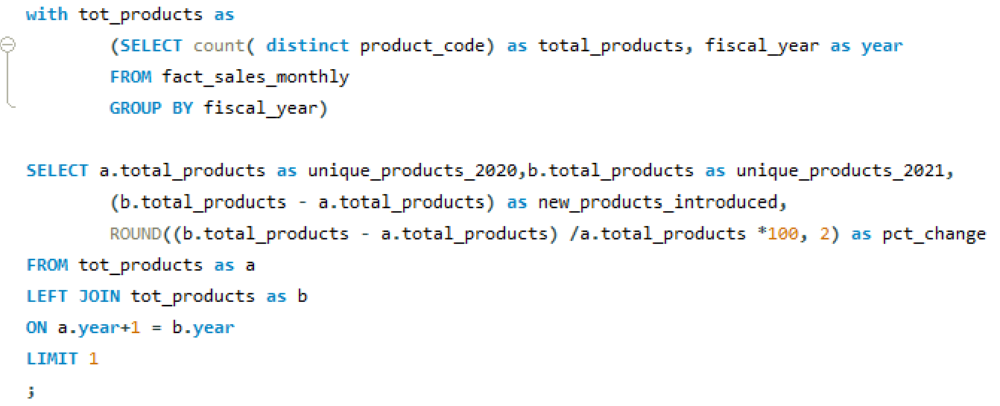 with tot_products as
(SELECT count( distinct product_code) as total_products, fiscal_year as year
FROM fact_sales_monthly
GROUP BY fiscal_year)
SELECT a.total_products as unique_products_2020,b.total_products as unique_products_2021,
(b.total_products - a.total_products) as new_products_introduced,
ROUND((b.total_products - a.total_products) /a.total_products *100, 2) as pct_change
FROM tot_products as a
LEFT JOIN tot_products as b
ON a.year+1 = b.year
LIMIT 1
;